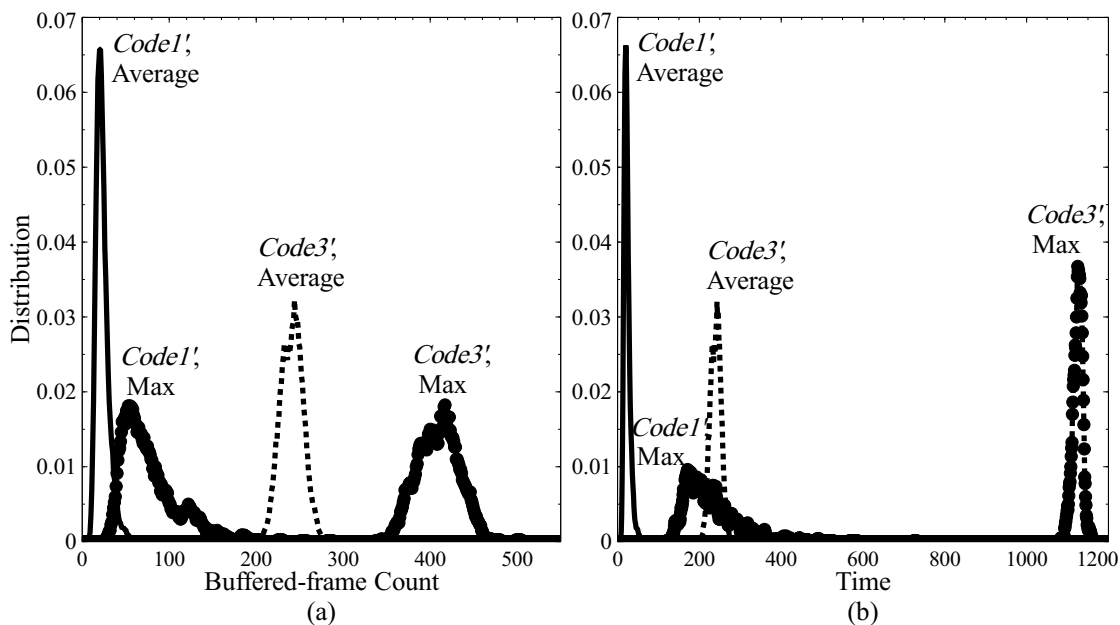 0.07
0.06
0.05
0.04
0.03
0.02
0.01
0
Distribution
Code1′,
Average
Code1′,
Max
Code3′,
Average
Code3′,
Max
0 100 200 300 400 500
Buffered-frame Count
(a)
0.07
0.06
0.05
0.04
0.03
0.02
0.01
0
Code1′,
Average
Code1′,
Max
Code3′,
Average
Code3′,
Max
0 200 400 600 800 1000 1200
Time
(b)